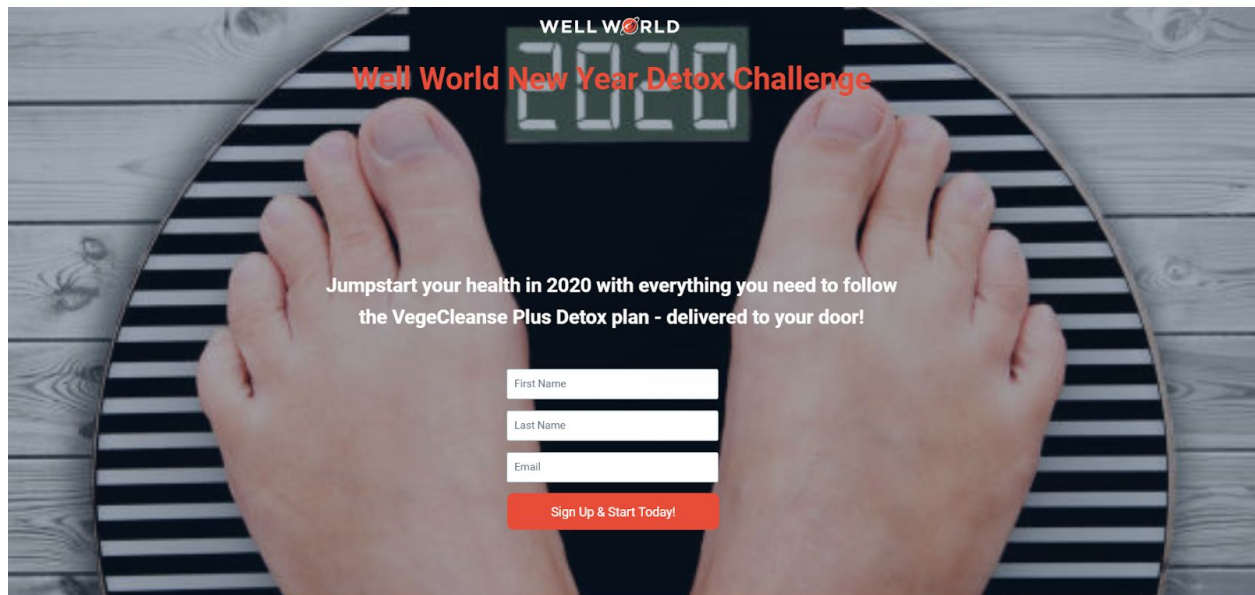 WELL WORLD
2020
Well World New Year Detox Challenge
Jumpstart your health in 2020 with everything you need to follow
the VegeCleanse Plus Detox plan - delivered to your door!
First Name
Last Name
Email
Sign Up & Start Today!